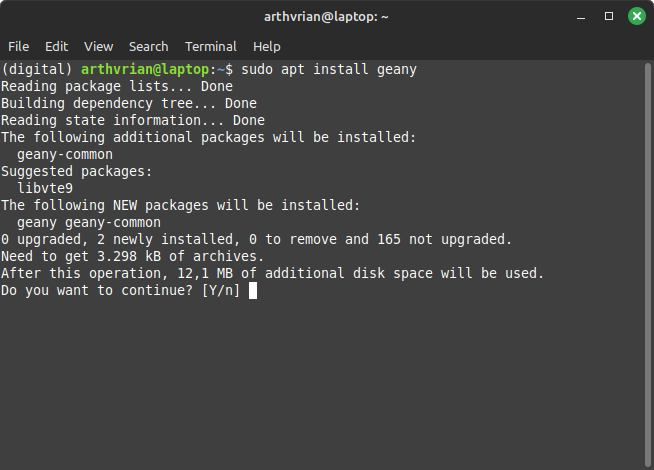 arthvrian@laptop: ~
File Edit View Search Terminal Help
(digital) arthvrian@laptop:~$ sudo apt install geany
Reading package lists... Done
Building dependency tree... Done
Reading state information... Done
The following additional packages will be installed:
  geany-common
Suggested packages:
  libvte9
The following NEW packages will be installed:
  geany geany-common
0 upgraded, 2 newly installed, 0 to remove and 165 not upgraded.
Need to get 3.298 kB of archives.
After this operation, 12,1 MB of additional disk space will be used.
Do you want to continue? [Y/n]